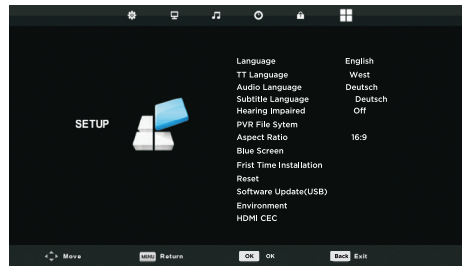 Language English
TT Language West
Audio Language Deutsch
Subtitle Language Deutsch
Hearing Impaired Off
SETUP
PVR File Sytem
Aspect Ratio 16:9
Blue Screen
Frist Time Installation
Reset
Software Update(USB)
Environment
HDMI CEC
Move MENU Return OK OK Back Exit